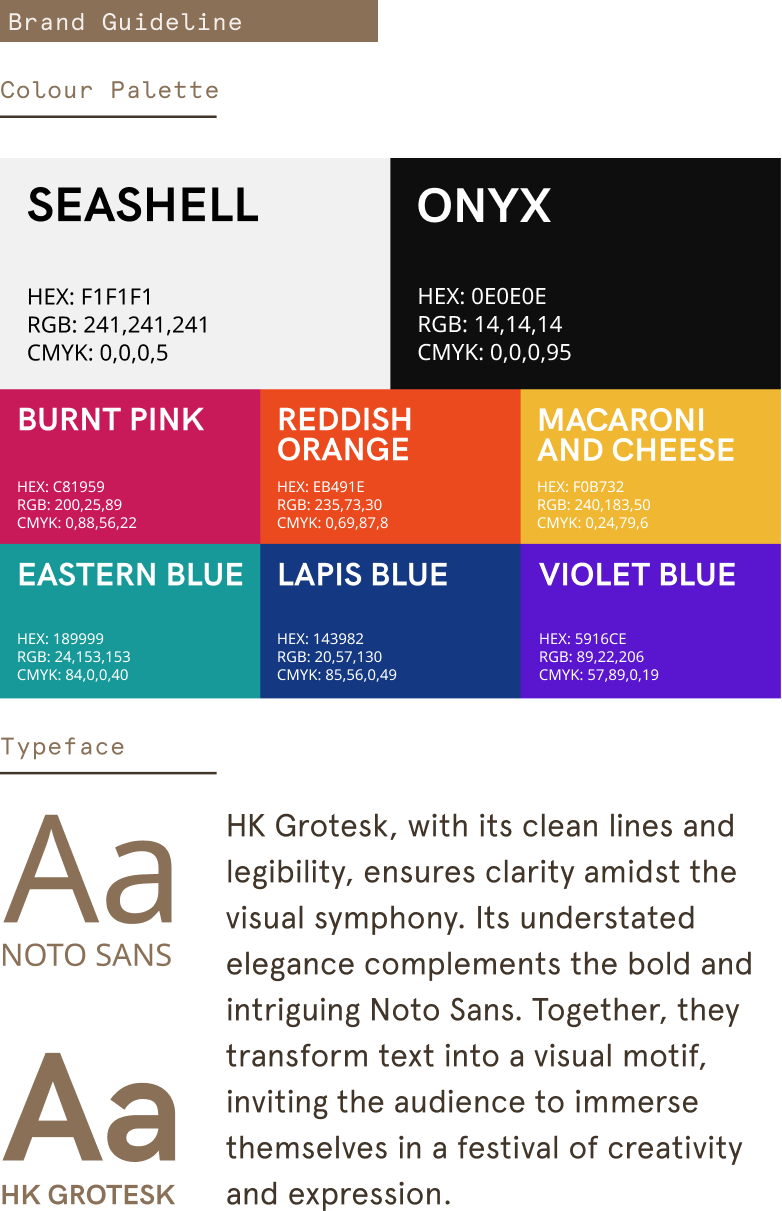 Brand Guideline
Colour Palette
SEASHELL
HEX: F1F1F1
RGB: 241,241,241
CMYK: 0,0,0,5
ONYX
HEX: 0E0E0E
RGB: 14,14,14
CMYK: 0,0,0,95
BURNT PINK
HEX: C81959
RGB: 200,25,89
CMYK: 0,88,56,22
REDDISH
ORANGE
HEX: EB491E
RGB: 235,73,30
CMYK: 0,69,87,8
MACARONI
AND CHEESE
HEX: F0B732
RGB: 240,183,50
CMYK: 0,24,79,6
EASTERN BLUE
HEX: 189999
RGB: 24,153,153
CMYK: 84,0,0,40
LAPIS BLUE
HEX: 143982
RGB: 20,57,130
CMYK: 85,56,0,49
VIOLET BLUE
HEX: 5916CE
RGB: 89,22,206
CMYK: 57,89,0,19
Typeface
Aa
NOTO SANS
Aa
HK GROTESK
HK Grotesk, with its clean lines and
legibility, ensures clarity amidst the
visual symphony. Its understated
elegance complements the bold and
intriguing Noto Sans. Together, they
transform text into a visual motif,
inviting the audience to immerse
themselves in a festival of creativity
and expression.